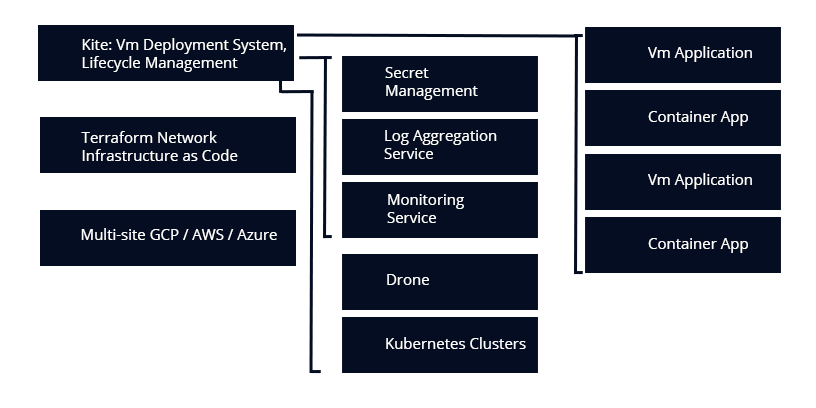 Kite: Vm Deployment System,
Lifecycle Management
Terraform Network
Infrastructure as Code
Multi-site GCP / AWS / Azure
Secret
Management
Log Aggregation
Service
Monitoring
Service
Drone
Kubernetes Clusters
Vm Application
Container App
Vm Application
Container App